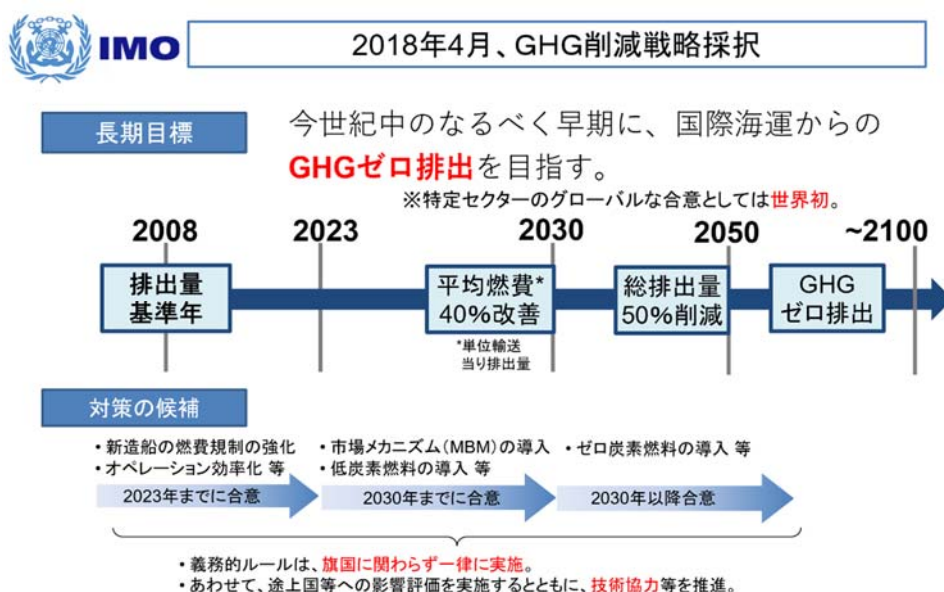 IMO
2018年4月、GHG削減戦略採択
長期目標
今世紀中のなるべく早期に、国際海運からの
GHGゼロ排出を目指す。
※特定セクターのグローバルな合意としては世界初。
2008
2023
2030
2050
~2100
排出量
基準年
平均燃費*
40%改善
*単位輸送
当り排出量
総排出量
50%削減
GHG
ゼロ排出
対策の候補
・新造船の燃費規制の強化
・オペレーション効率化 等
2023年までに合意
・市場メカニズム(MBM)の導入
・低炭素燃料の導入 等
2030年までに合意
・ゼロ炭素燃料の導入 等
2030年以降合意
・義務的ルールは、旗国に関わらず一律に実施。
・あわせて、途上国等への影響評価を実施するとともに、技術協力等を推進。